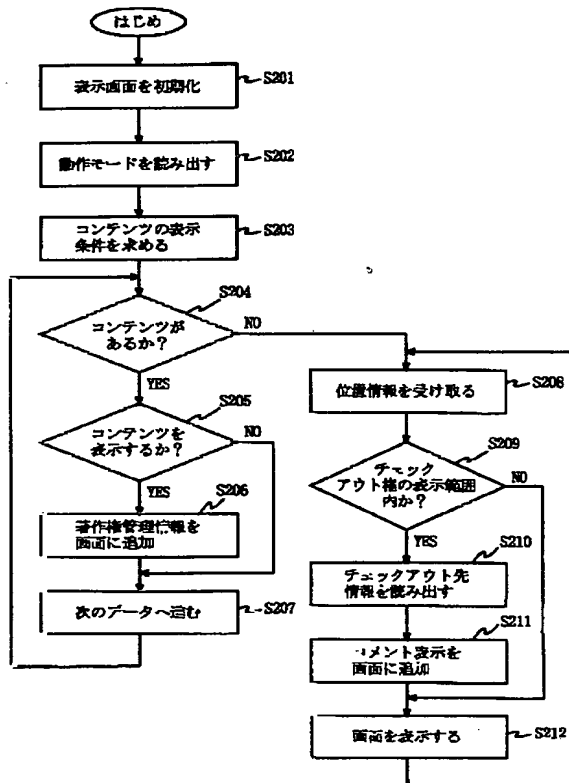 はじめ
表示画面を初期化
S201
動作モードを読み出す
S202
コンテンツの表示
条件を求める
S203
S204
コンテンツが
あるか？
NO
YES
S205
コンテンツを
表示するか？
NO
YES
S206
著作権管理情報を
画面に追加
次のデータへ進む
S207
位置情報を受け取る
S208
S209
チェック
アウト権の表示範囲
内か？
NO
YES
S210
チェックアウト先
情報を読み出す
S211
コメント表示を
画面に追加
画面を表示する
S212